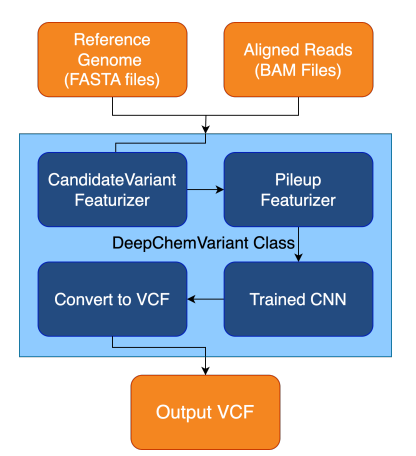 Reference
Genome
(FASTA files)
Aligned Reads
(BAM Files)
CandidateVariant
Featurizer
Pileup
Featurizer
DeepChemVariant Class
Convert to VCF
Trained CNN
Output VCF